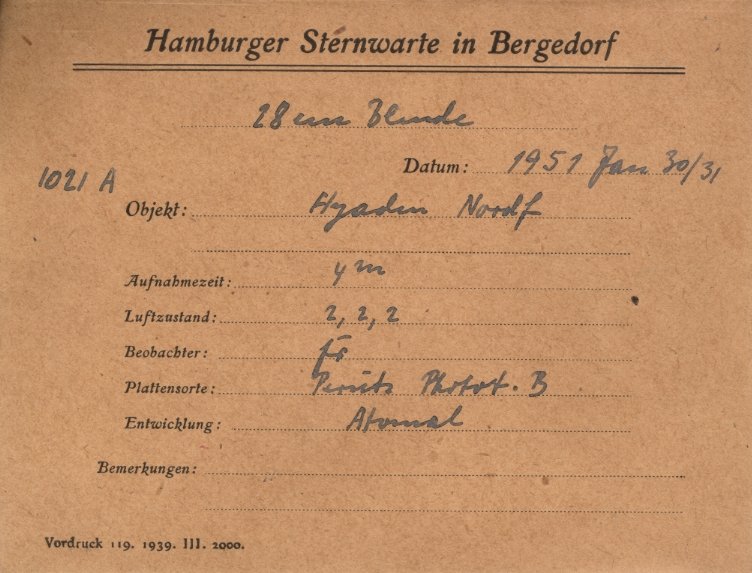 Hamburger Sternwarte in Bergedorf
28 cm Blende
Datum: 1951 Jan 30/31
1021 A
Objekt: Hyaden Nordf
Aufnahmezeit: 4 m
Luftzustand: 2, 2, 2
Beobachter:
Plattensorte: Perutz Photot·B
Entwicklung: Atomal
Bemerkungen:
Vordruck 119. 1939. III. 2000.